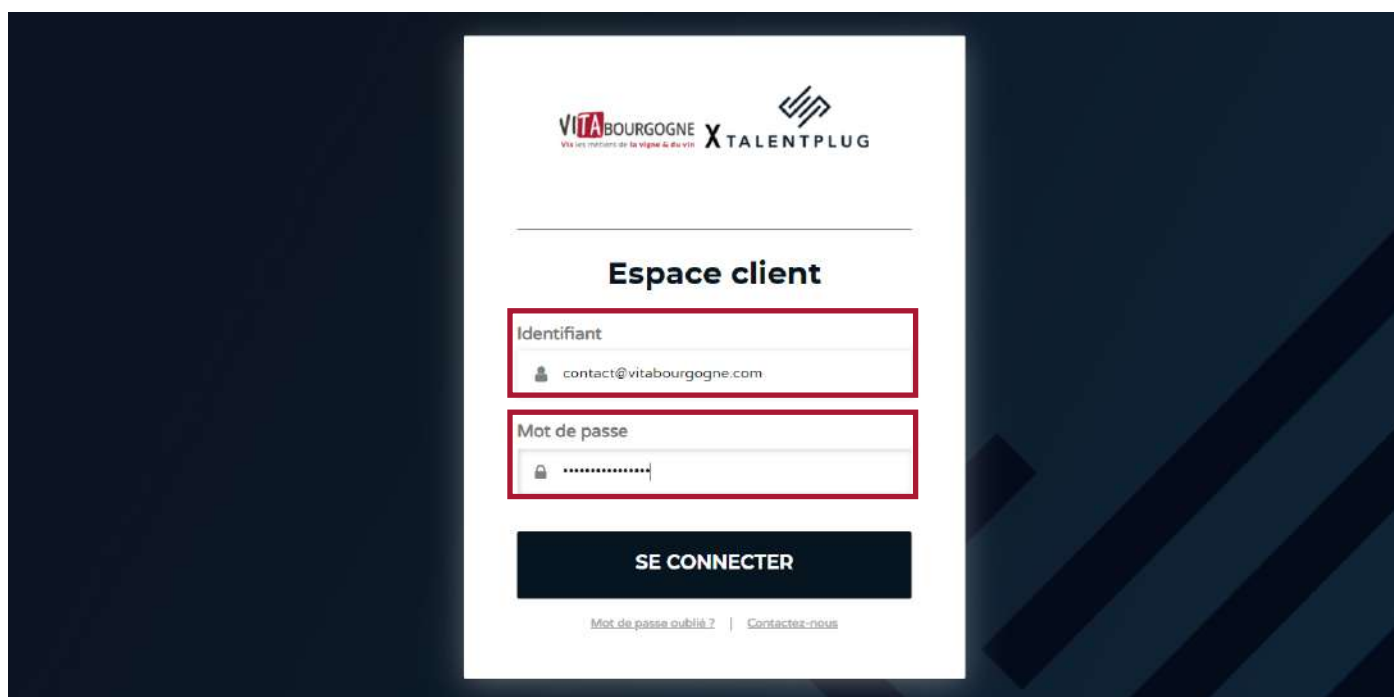 VITABOURGOGNE X TALENTPLUG
Vis les métiers de la vigne & du vin
Espace client
Identifiant
contact@vitabourgogne.com
Mot de passe
••••••••••••••••
SE CONNECTER
Mot de passe oublié ? | Contactez-nous